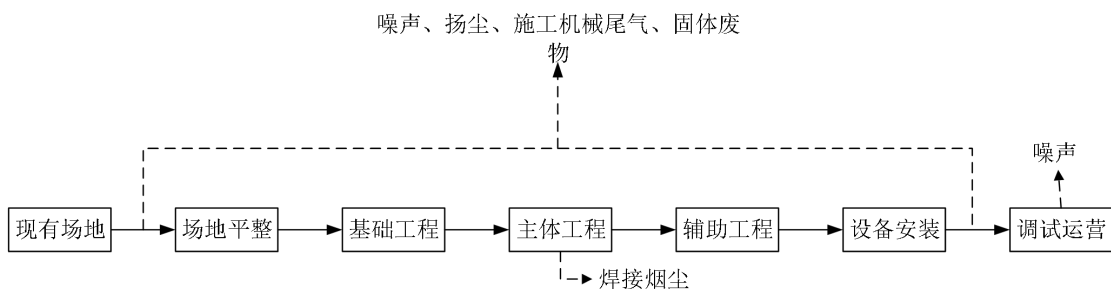 噪声、扬尘、施工机械尾气、固体废
物
噪声
现有场地
场地平整
基础工程
主体工程
辅助工程
设备安装
调试运营
焊接烟尘